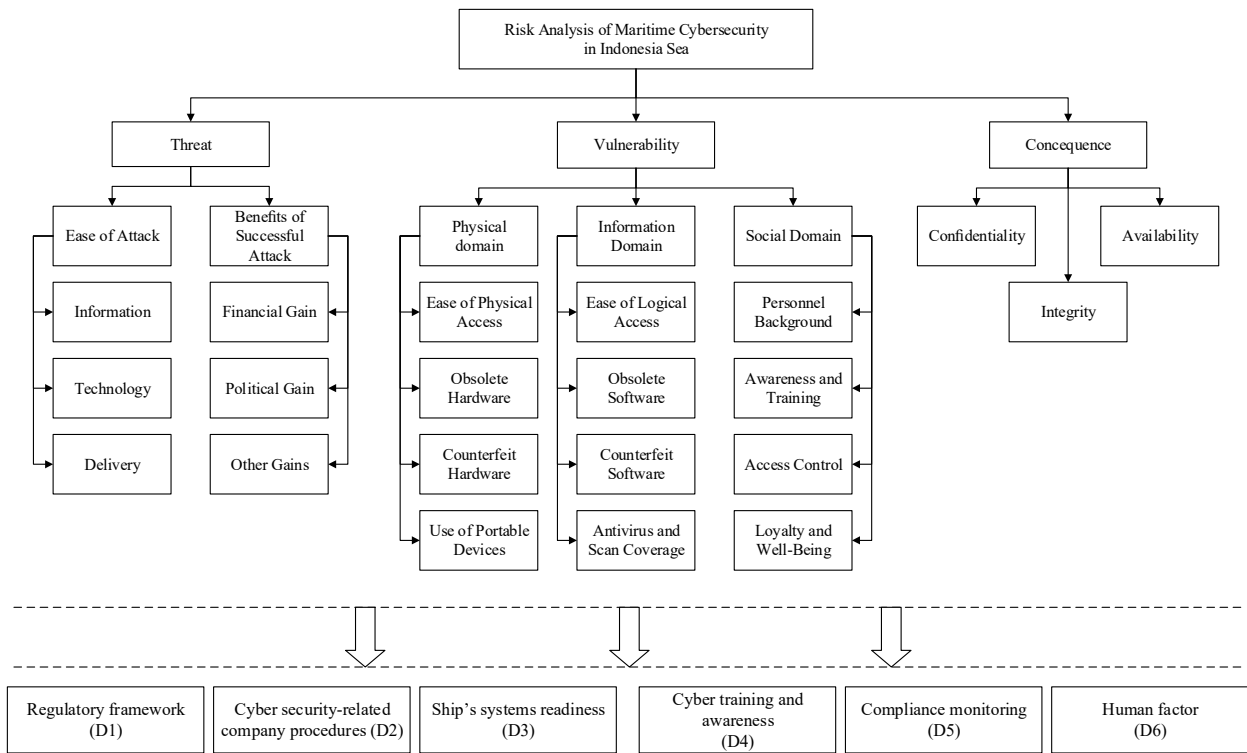 Risk Analysis of Maritime Cybersecurity
in Indonesia Sea
Threat
Vulnerability
Concequence
Ease of Attack
Benefits of
Successful
Attack
Physical
domain
Information
Domain
Social Domain
Confidentiality
Availability
Information
Financial Gain
Ease of Physical
Access
Ease of Logical
Access
Personnel
Background
Integrity
Technology
Political Gain
Obsolete
Hardware
Obsolete
Software
Awareness and
Training
Delivery
Other Gains
Counterfeit
Hardware
Counterfeit
Software
Access Control
Use of Portable
Devices
Antivirus and
Scan Coverage
Loyalty and
Well-Being
Regulatory framework
(D1)
Cyber security-related
company procedures (D2)
Ship’s systems readiness
(D3)
Cyber training and
awareness
(D4)
Compliance monitoring
(D5)
Human factor
(D6)